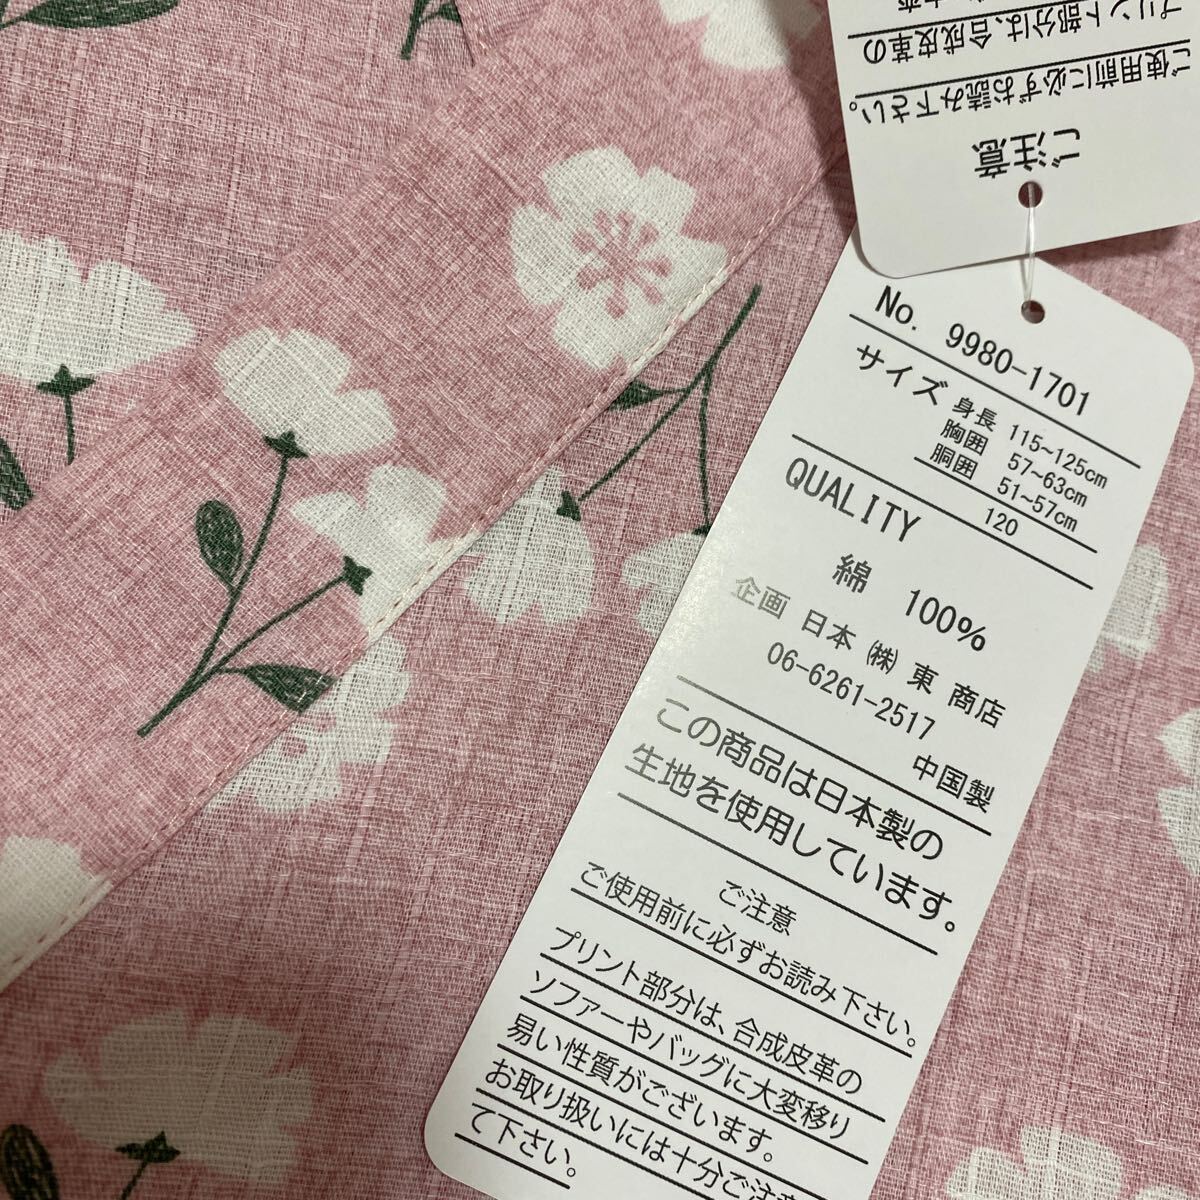 ご注意
ご使用前に必ずお読み下さい。
プリント部分は、合成皮革の
No. 9980-1701
サイズ 身長 115~125cm
胸囲 57~63cm
胴囲 51~57cm
120
QUALITY
綿 100%
企画 日本 ㈱ 東 商店
06-6261-2517
中国製
この商品は日本製の
生地を使用しています。
ご注意
ご使用前に必ずお読み下さい。
プリント部分は、合成皮革の
ソファーやバッグに大変移り
易い性質がございます。
お取り扱いには十分ご注意
て下さい。